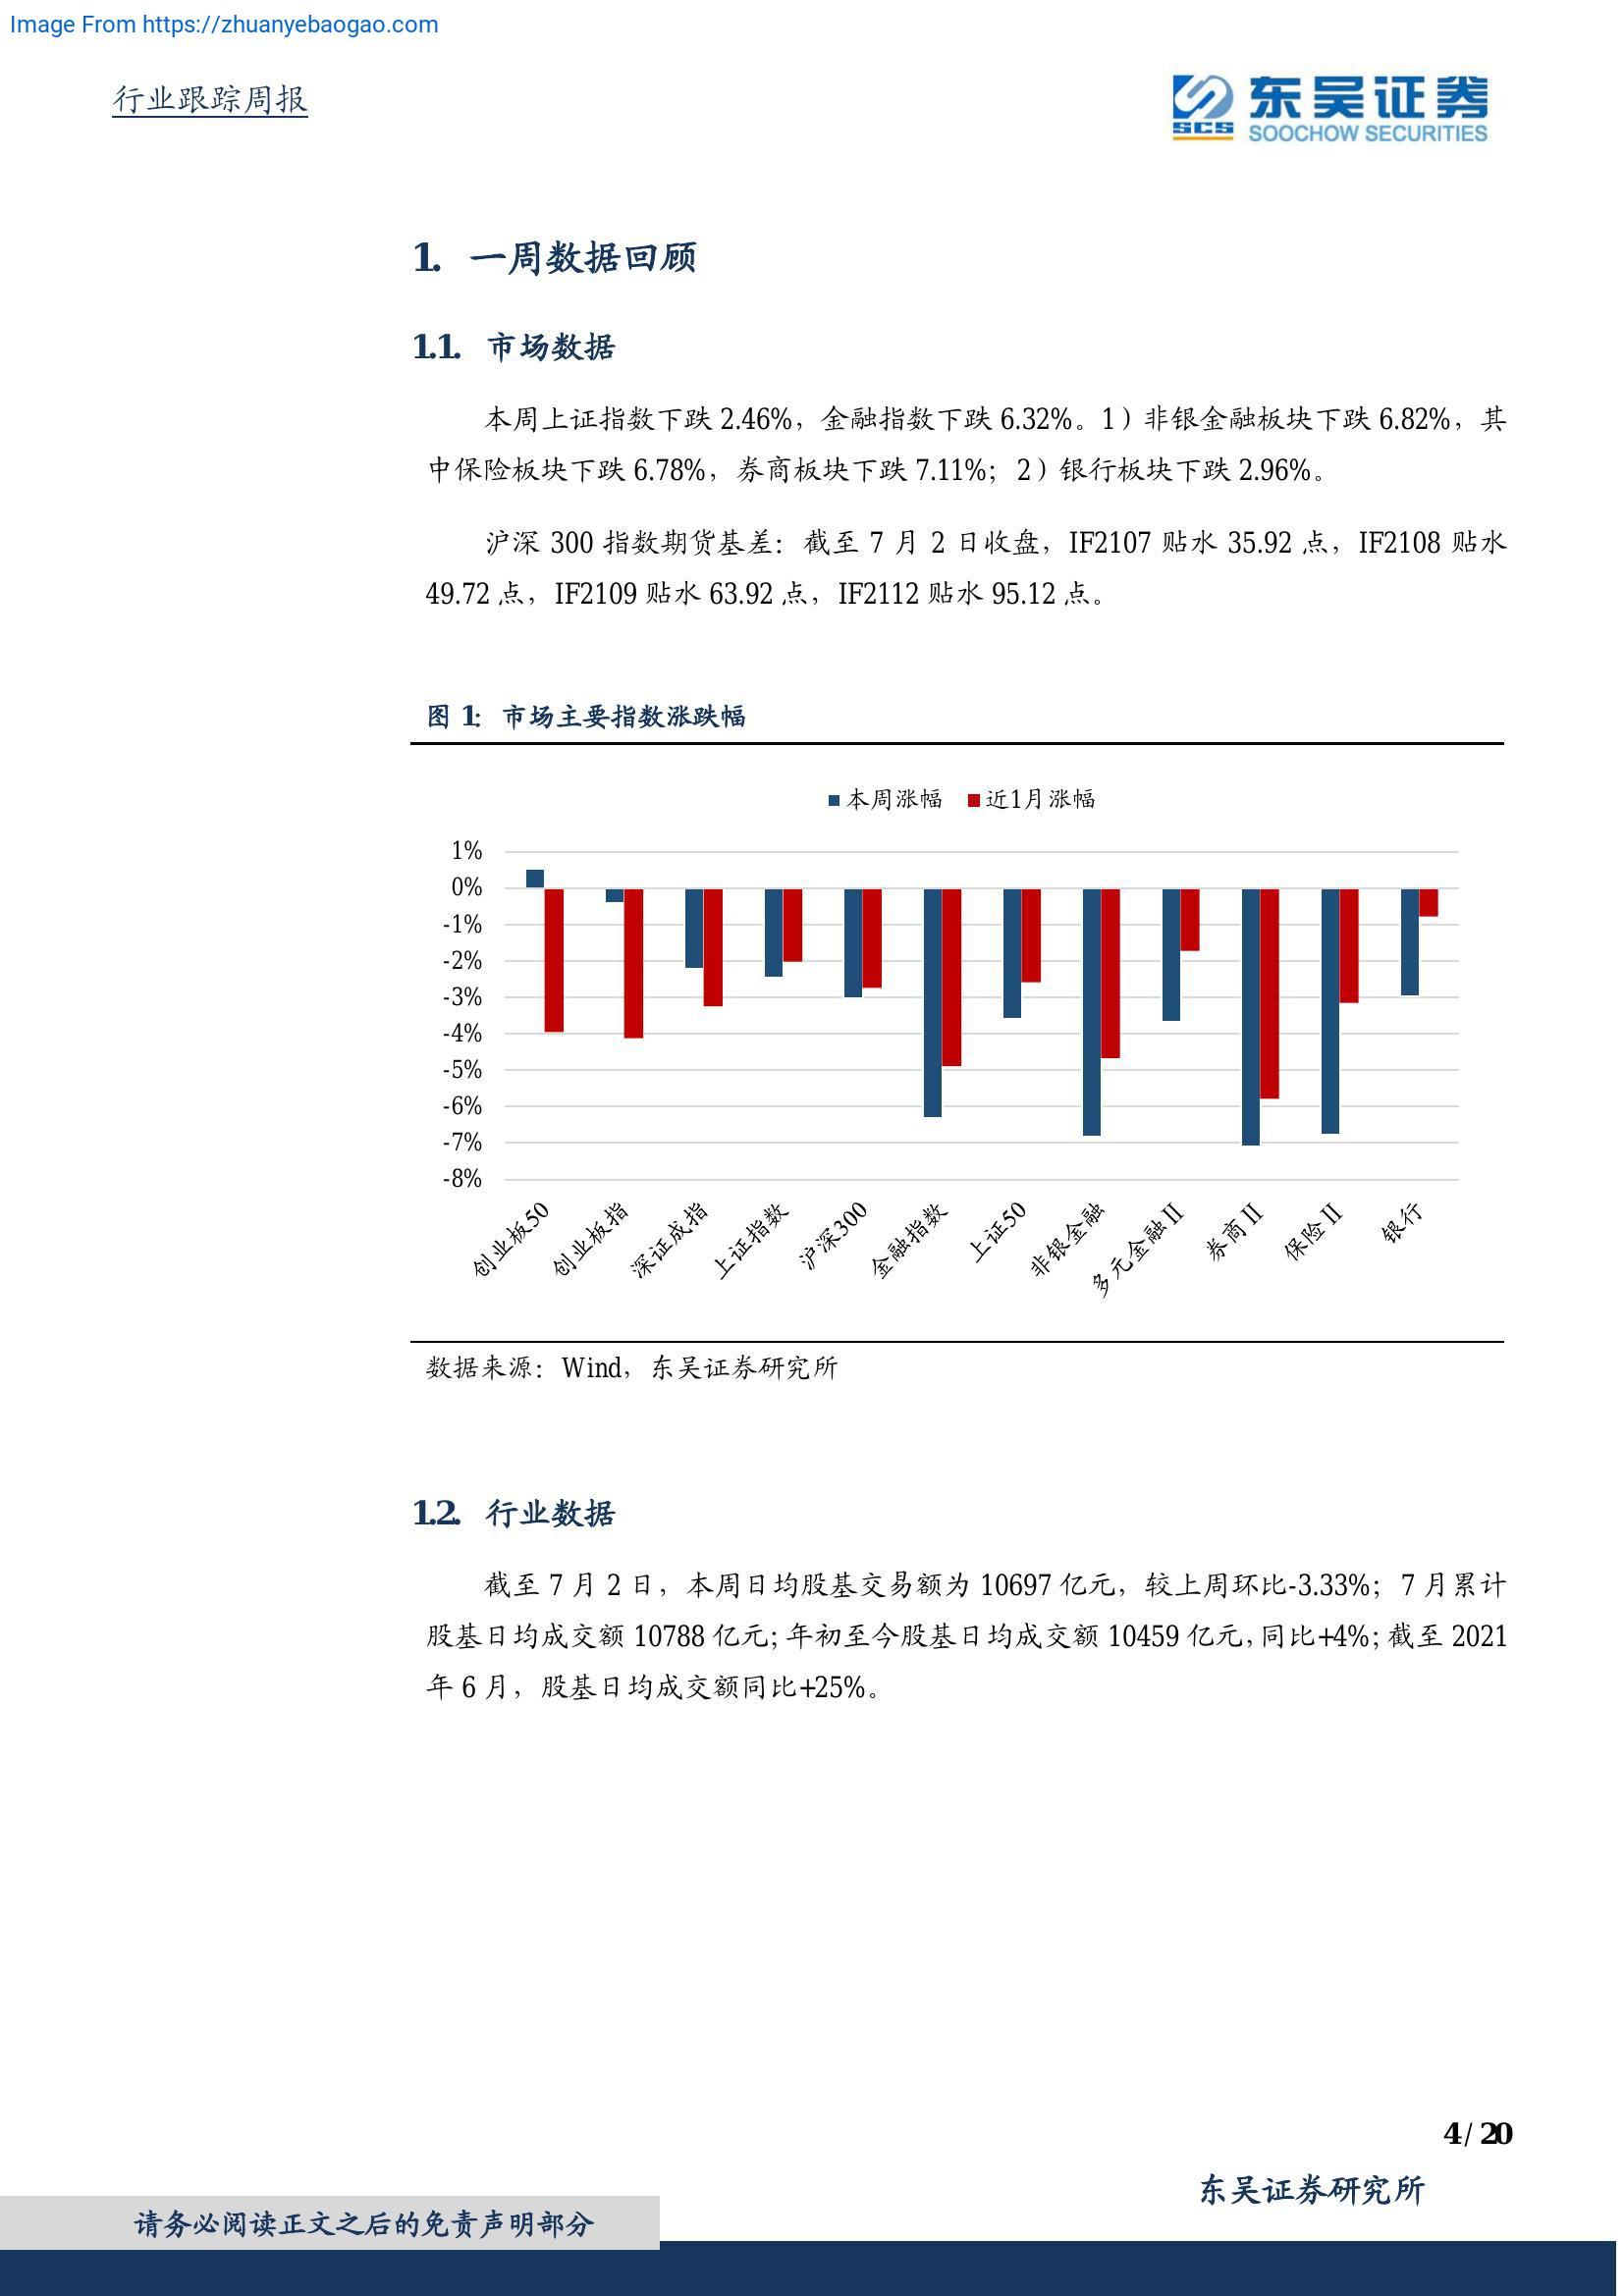 Image From https://zhuanyebaogao.com
行业跟踪周报
东吴证券
SCS
SOOCHOW SECURITIES
1. 一周数据回顾
1.1. 市场数据
本周上证指数下跌 2.46%，金融指数下跌 6.32%。1）非银金融板块下跌 6.82%，其
中保险板块下跌 6.78%，券商板块下跌 7.11%；2）银行板块下跌 2.96%。
沪深 300 指数期货基差：截至 7 月 2 日收盘，IF2107 贴水 35.92 点，IF2108 贴水
49.72 点，IF2109 贴水 63.92 点，IF2112 贴水 95.12 点。
图 1： 市场主要指数涨跌幅
本周涨幅 近1月涨幅
1%
0%
-1%
-2%
-3%
-4%
-5%
-6%
-7%
-8%
创业板50
创业板指
深证成指
上证指数
沪深300
金融指数
上证50
非银金融
多元金融Ⅱ
券商Ⅱ
保险Ⅱ
银行
数据来源：Wind，东吴证券研究所
1.2. 行业数据
截至 7 月 2 日，本周日均股基交易额为 10697 亿元，较上周环比-3.33%；7 月累计
股基日均成交额 10788 亿元；年初至今股基日均成交额 10459 亿元，同比+4%；截至 2021
年 6 月，股基日均成交额同比+25%。
4 / 20
东吴证券研究所
请务必阅读正文之后的免责声明部分